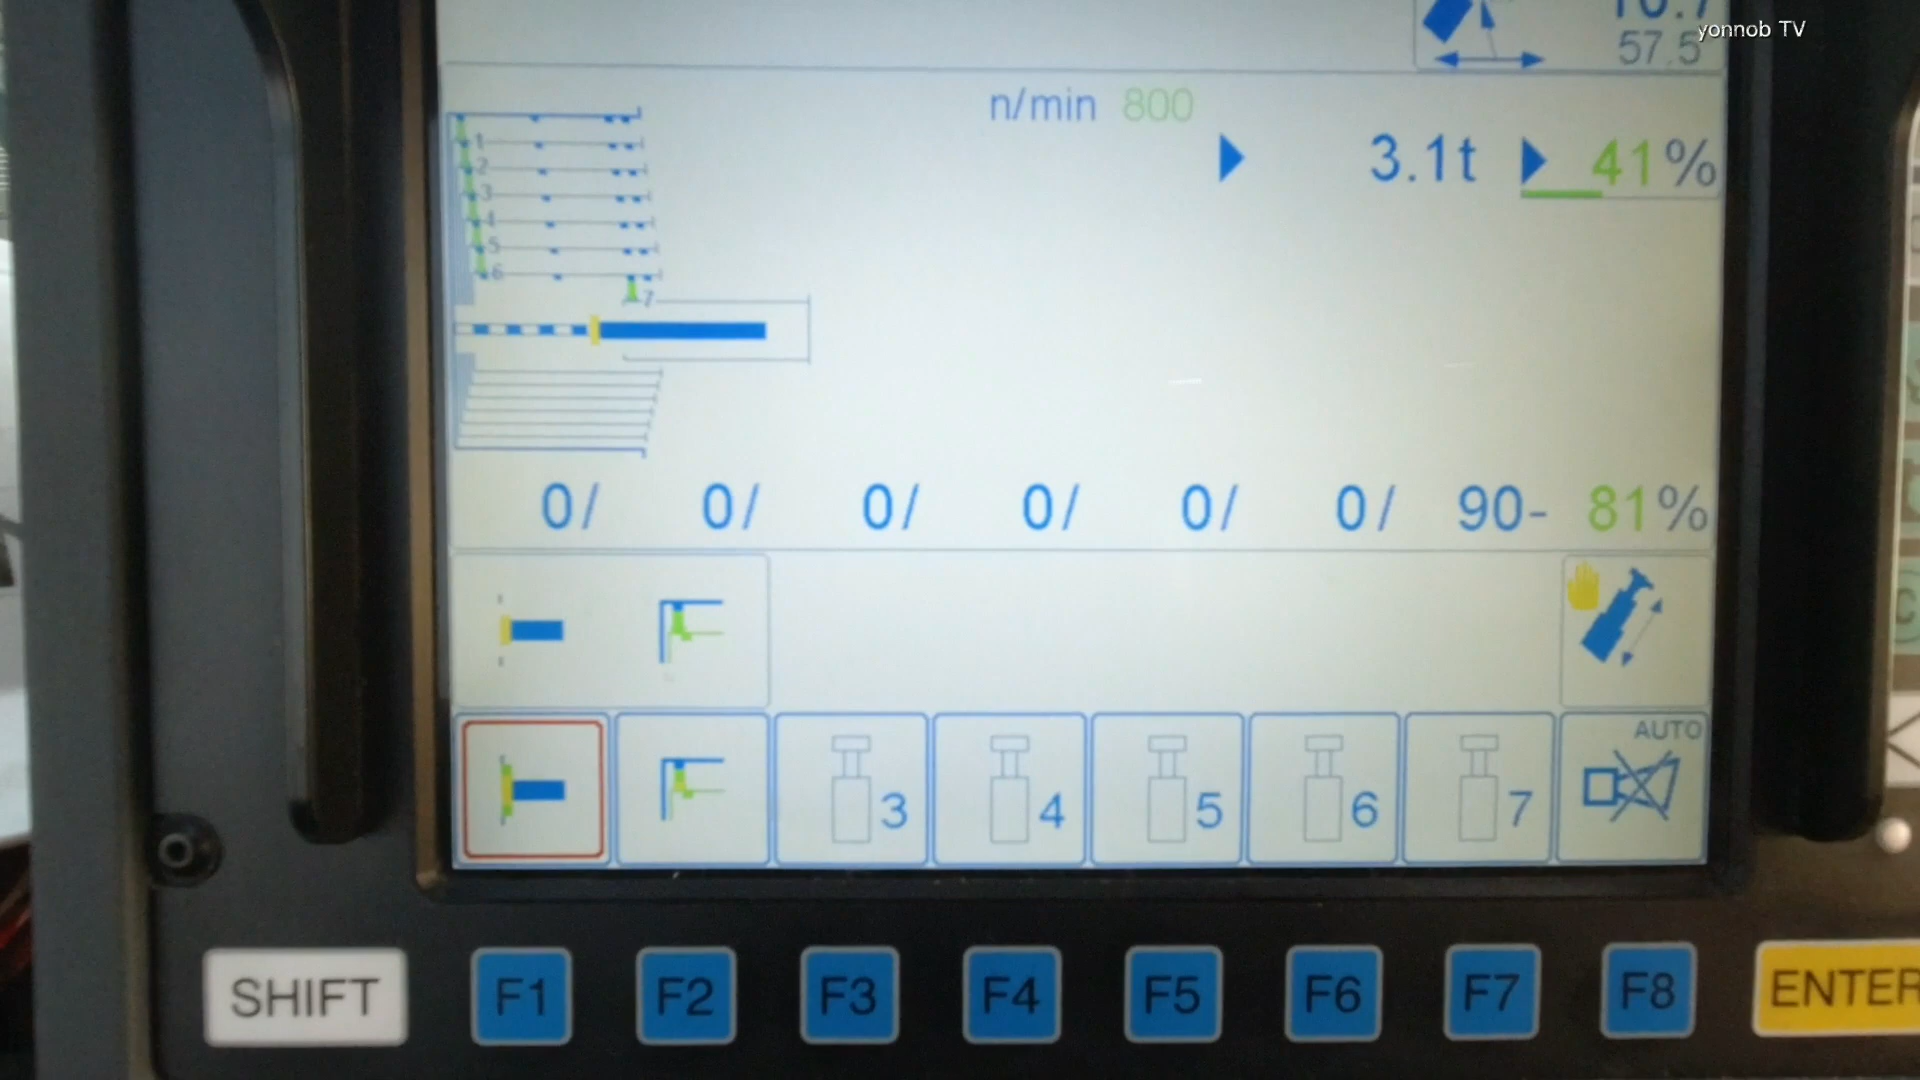 yonnob TV
57.5
n/min 800
3.1t 41%
1
2
3
4
5
6
7
0/ 0/ 0/ 0/ 0/ 0/ 90- 81%
AUTO
3 4 5 6 7
SHIFT F1 F2 F3 F4 F5 F6 F7 F8 ENTER